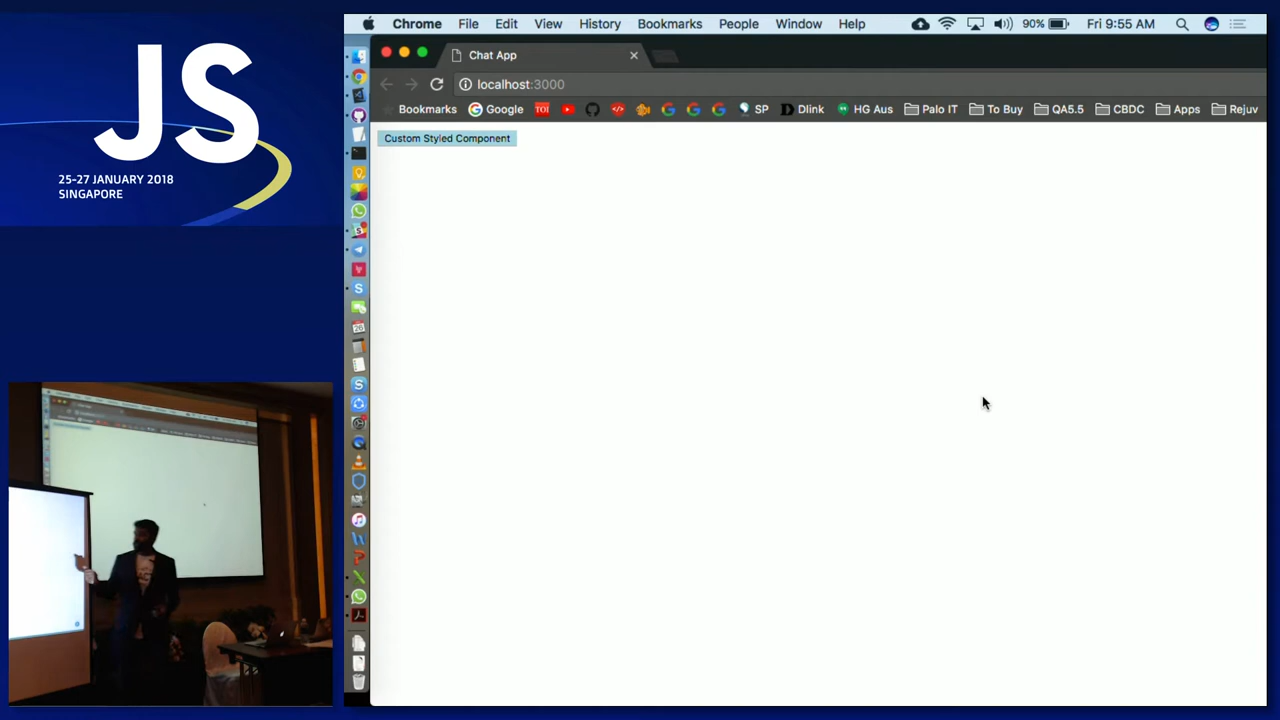 JS
25-27 JANUARY 2018
SINGAPORE
Chrome File Edit View History Bookmarks People Window Help 90% Fri 9:55 AM
Chat App
localhost:3000
Bookmarks Google TOI SP Dlink HG Aus Palo IT To Buy QA5.5 CBDC Apps Rejuv
Custom Styled Component